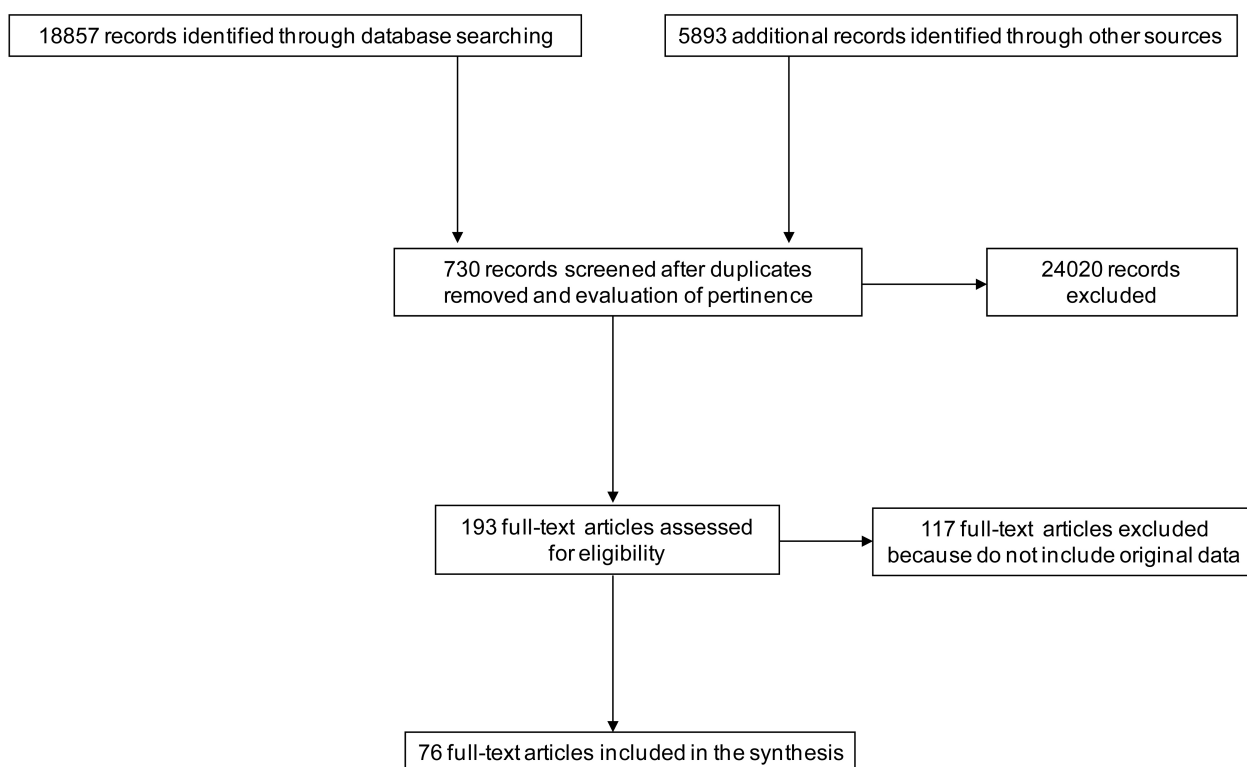 18857 records identified through database searching
5893 additional records identified through other sources
730 records screened after duplicates
removed and evaluation of pertinence
24020 records
excluded
193 full-text articles assessed
for eligibility
117 full-text articles excluded
because do not include original data
76 full-text articles included in the synthesis